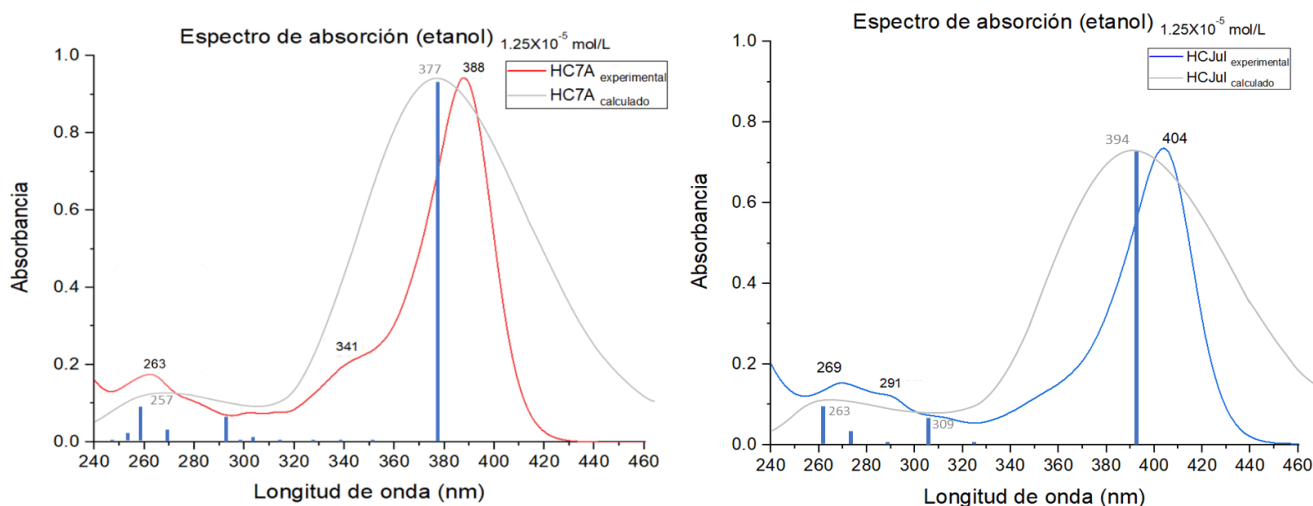 Espectro de absorción (etanol) 1.25X10⁻⁵ mol/L
HC7A experimental
HC7A calculado
377
388
341
263
257
1.0
0.8
0.6
0.4
0.2
0.0
Absorbancia
240 260 280 300 320 340 360 380 400 420 440 460
Longitud de onda (nm)
Espectro de absorción (etanol) 1.25X10⁻⁵ mol/L
HCJul experimental
HCJul calculado
394
404
269
291
263
309
1.0
0.8
0.6
0.4
0.2
0.0
Absorbancia
240 260 280 300 320 340 360 380 400 420 440 460
Longitud de onda (nm)